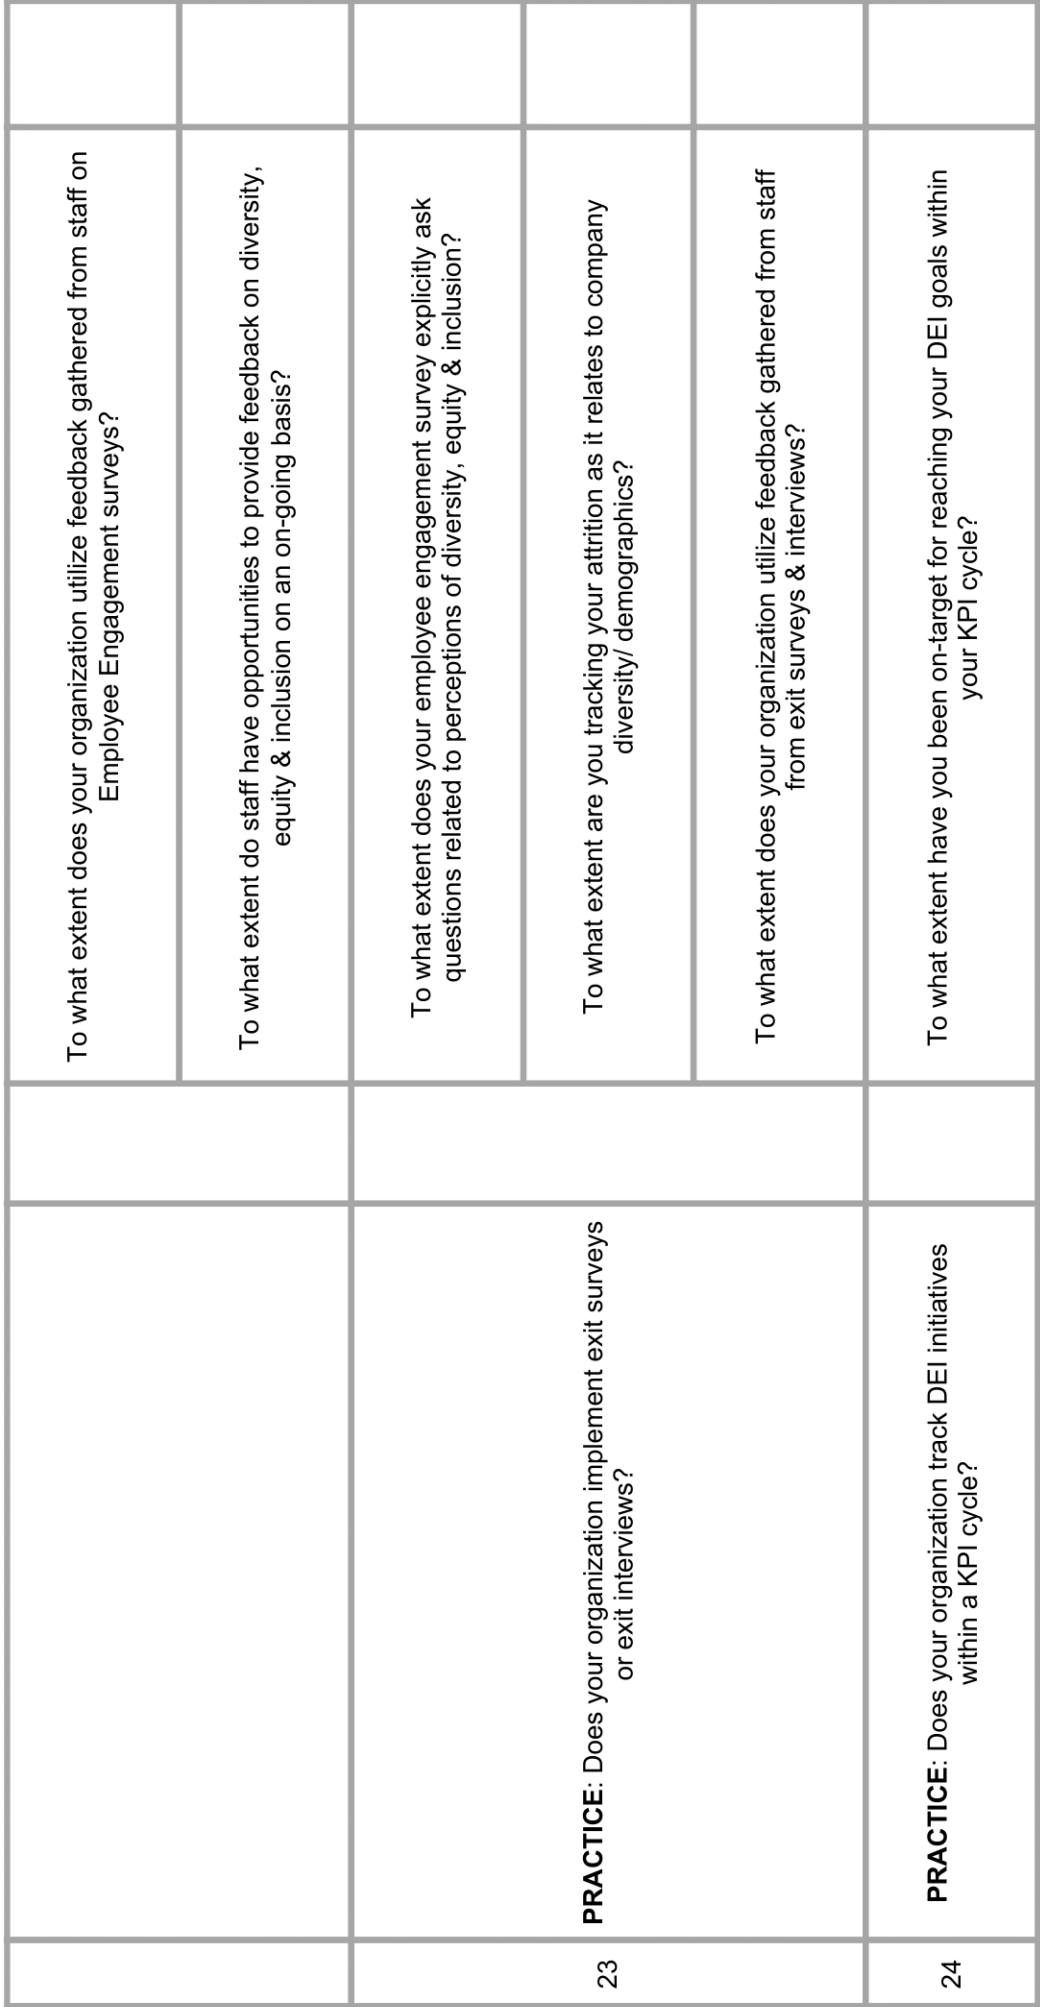 To what extent does your organization utilize feedback gathered from staff on
Employee Engagement surveys?
To what extent do staff have opportunities to provide feedback on diversity,
equity & inclusion on an on-going basis?
23
PRACTICE: Does your organization implement exit surveys
or exit interviews?
To what extent does your employee engagement survey explicitly ask
questions related to perceptions of diversity, equity & inclusion?
To what extent are you tracking your attrition as it relates to company
diversity/ demographics?
To what extent does your organization utilize feedback gathered from staff
from exit surveys & interviews?
24
PRACTICE: Does your organization track DEI initiatives
within a KPI cycle?
To what extent have you been on-target for reaching your DEI goals within
your KPI cycle?